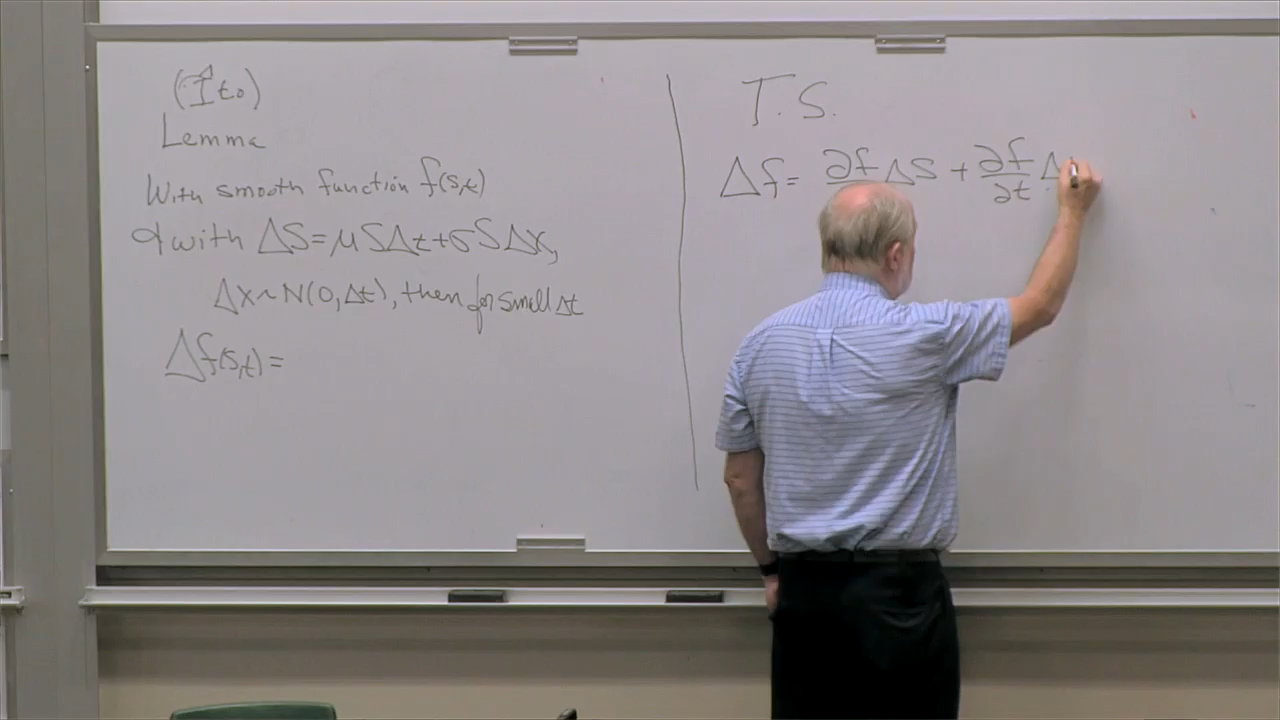 (Ito)
Lemma
With smooth function f(s,t)
& with ΔS = μSΔt + σSΔx,
Δx ~ N(0,Δt), then for small Δt
Δf(s,t) =
T.S.
Δf = ∂f ΔS + ∂f/∂t Δ